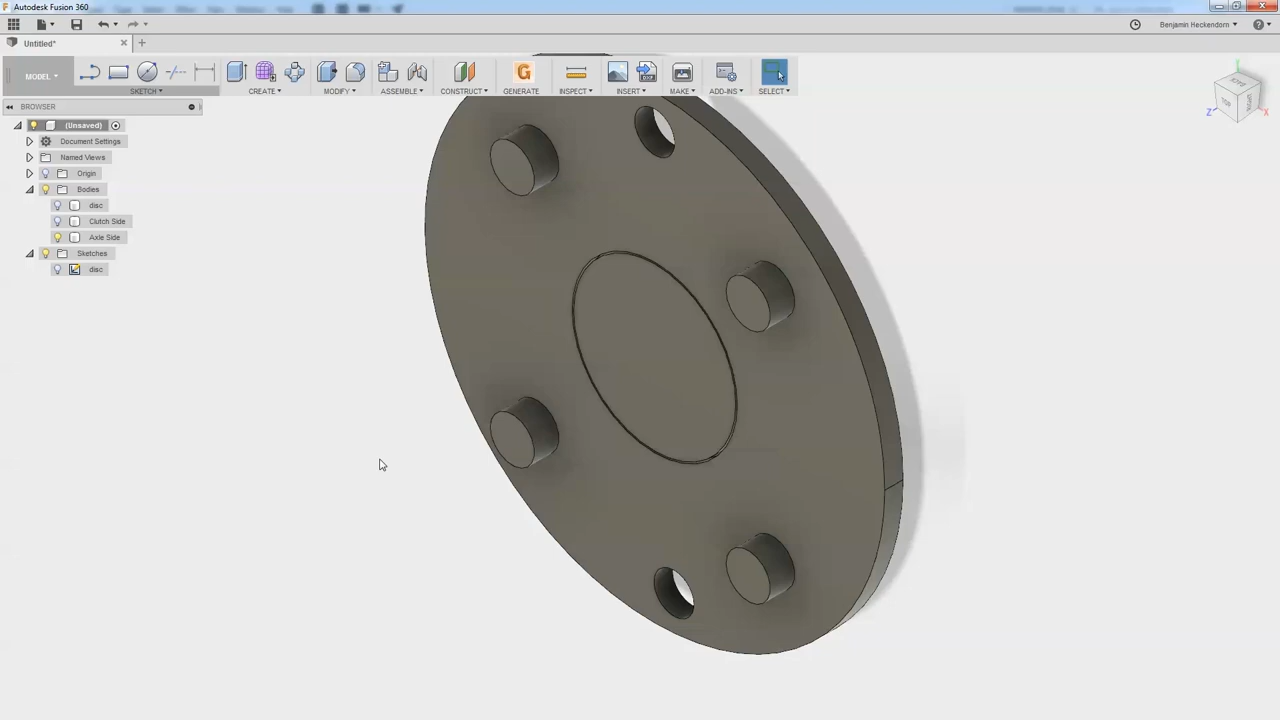 Autodesk Fusion 360
Benjamin Heckendorn
Untitled*
MODEL
SKETCH
CREATE
MODIFY
ASSEMBLE
CONSTRUCT
GENERATE
INSPECT
INSERT
MAKE
ADD-INS
SELECT
BROWSER
(Unsaved)
Document Settings
Named Views
Origin
Bodies
disc
Clutch Side
Axle Side
Sketches
disc
TOP
Z
X